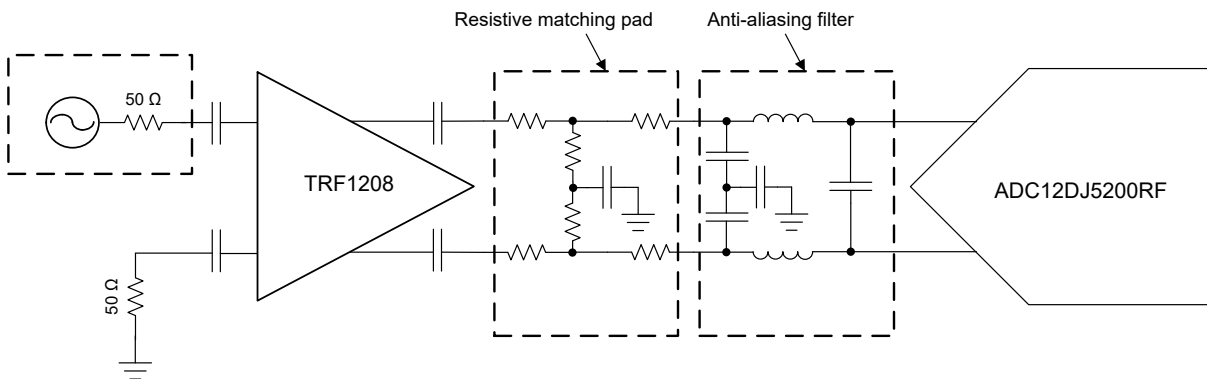 Resistive matching pad
Anti-aliasing filter
50 Ω
TRF1208
ADC12DJ5200RF
50 Ω